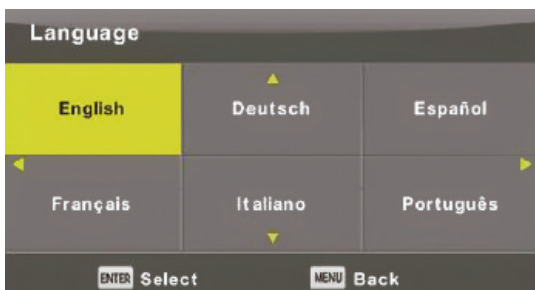 Language
English Deutsch Español
Français Italiano Português
ENTER Select MENU Back